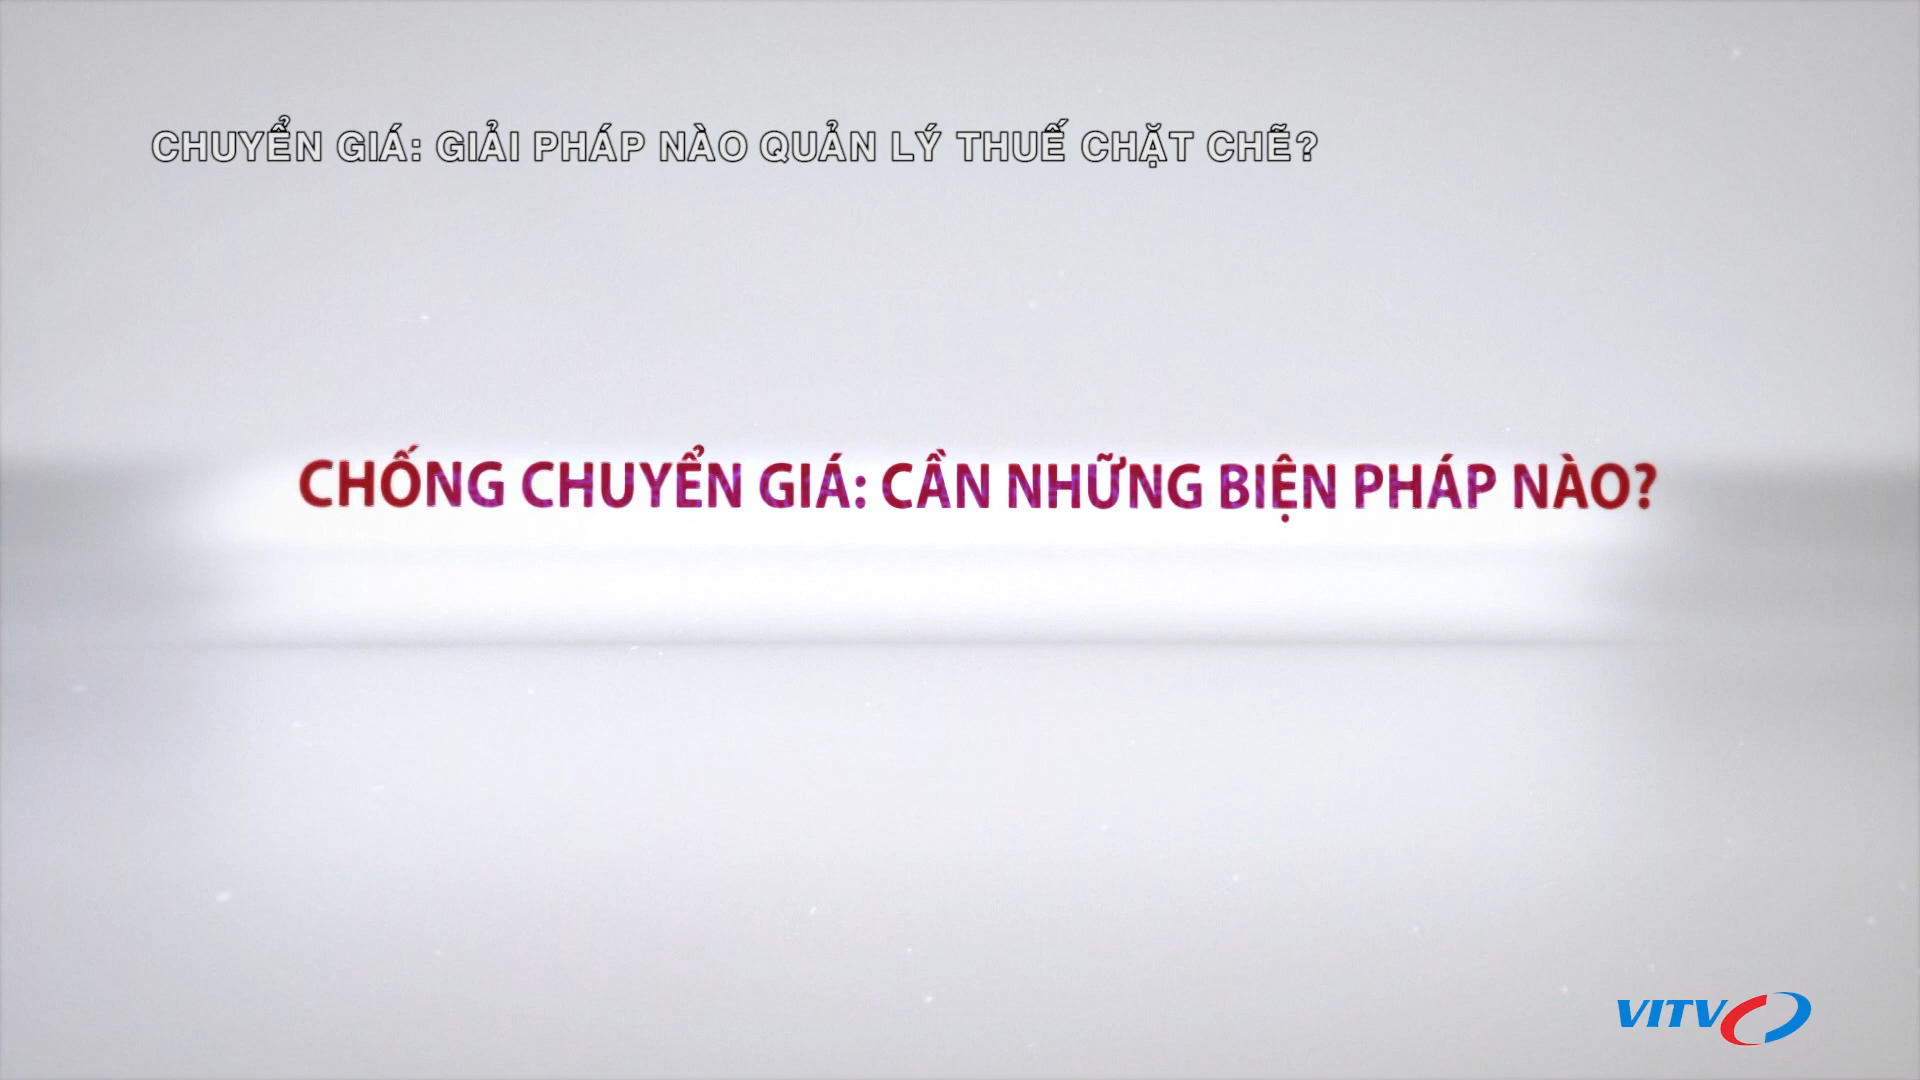 CHUYỂN GIÁ: GIẢI PHÁP NÀO QUẢN LÝ THUẾ CHẶT CHẼ?
CHỐNG CHUYỂN GIÁ: CẦN NHỮNG BIỆN PHÁP NÀO?
VITV